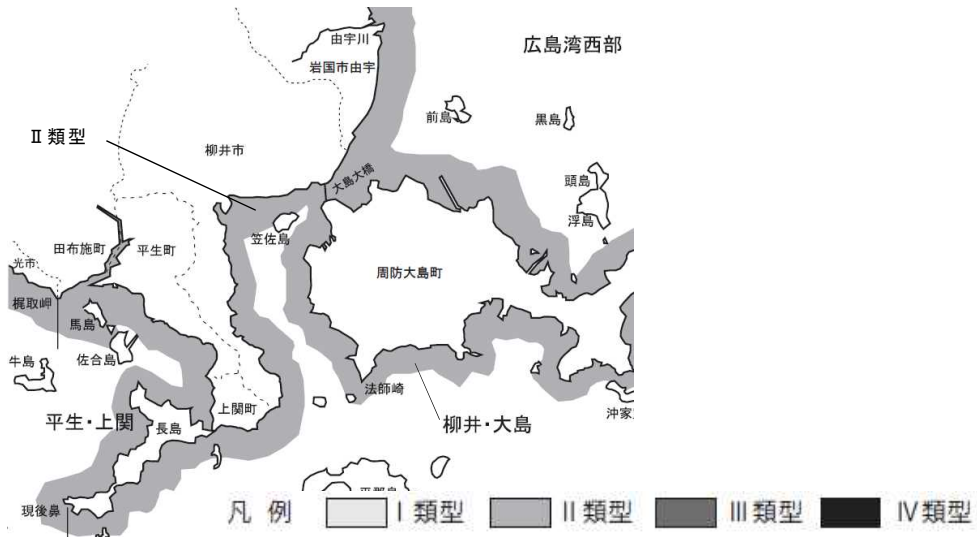 由宇川
広島湾西部
岩国市由宇
前島
黒島
Ⅱ類型
柳井市
大島大橋
頭島
浮島
笠佐島
田布施町
平生町
光市
周防大島町
梶取岬
馬島
佐合島
牛島
法師崎
上関町
沖家
平生・上関
長島
柳井・大島
現後鼻
凡 例
Ⅰ類型
Ⅱ類型
Ⅲ類型
Ⅳ類型